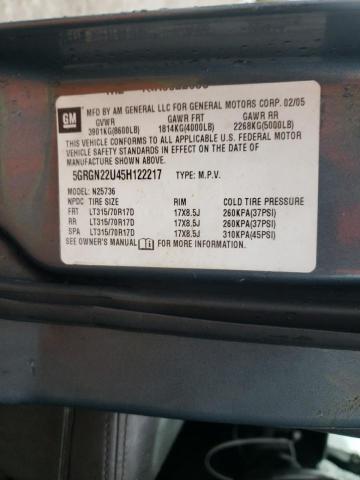 GM
MFD BY AM GENERAL LLC FOR GENERAL MOTORS CORP. 02/05
GVWR GAWR FRT GAWR RR
3901KG(8600LB) 1814KG(4000LB) 2268KG(5000LB)
THIS VEHICLE CONFORMS TO ALL APPLICABLE U.S. FEDERAL MOTOR
VEHICLE SAFETY STANDARDS IN EFFECT ON THE DATE OF
MANUFACTURE SHOWN ABOVE.
5GRGN22U45H122217 TYPE: M.P.V.
MODEL: N25736
NPDC TIRE SIZE RIM COLD TIRE PRESSURE
FRT LT315/70R17D 17X8.5J 260KPA(37PSI)
RR LT315/70R17D 17X8.5J 260KPA(37PSI)
SPA LT315/70R17D 17X8.5J 310KPA(45PSI)
SEE OWNER'S MANUAL FOR MORE INFORMATION.